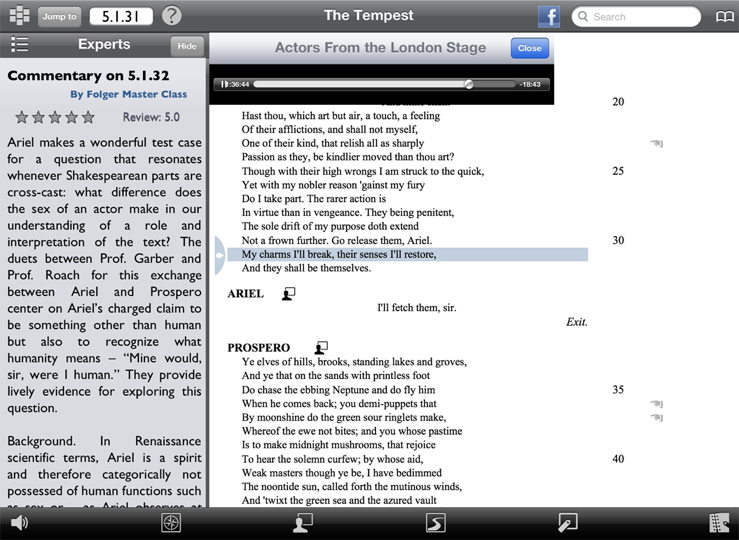 Jump to
5.1.31
?
The Tempest
f
Search
Experts
Hide
Actors From the London Stage
Close
:36:44
-18:43
Commentary on 5.1.32
By Folger Master Class
Review: 5.0
Ariel makes a wonderful test case
for a question that resonates
whenever Shakespearean parts are
cross-cast: what difference does
the sex of an actor make in our
understanding of a role and
interpretation of the text? The
duets between Prof. Garber and
Prof. Roach for this exchange
between Ariel and Prospero
center on Ariel's charged claim to
be something other than human
but also to recognize what
humanity means – “Mine would,
sir, were I human.” They provide
lively evidence for exploring this
question.
Background. In Renaissance
scientific terms, Ariel is a spirit
and therefore categorically not
possessed of human functions such
20
Hast thou, which art but air, a touch, a feeling
Of their afflictions, and shall not myself,
One of their kind, that relish all as sharply
Passion as they, be kindlier moved than thou art?
Though with their high wrongs I am struck to the quick, 25
Yet with my nobler reason 'gainst my fury
Do I take part. The rarer action is
In virtue than in vengeance. They being penitent,
The sole drift of my purpose doth extend
Not a frown further. Go release them, Ariel. 30
My charms I'll break, their senses I'll restore,
And they shall be themselves.
ARIEL
I'll fetch them, sir.
Exit.
PROSPERO
Ye elves of hills, brooks, standing lakes and groves,
And ye that on the sands with printless foot
Do chase the ebbing Neptune and do fly him 35
When he comes back; you demi-puppets that
By moonshine do the green sour ringlets make,
Whereof the ewe not bites; and you whose pastime
Is to make midnight mushrooms, that rejoice
To hear the solemn curfew; by whose aid, 40
Weak masters though ye be, I have bedimmed
The noontide sun, called forth the mutinous winds,
And 'twixt the green sea and the azured vault